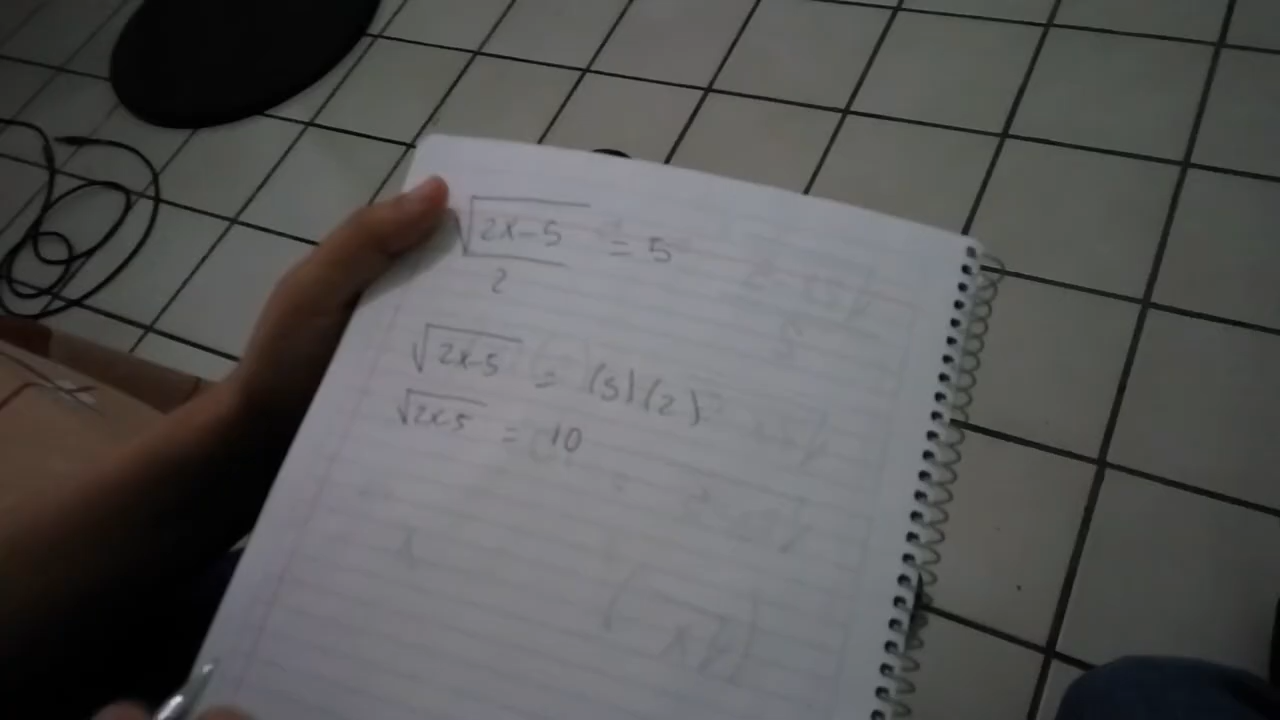 √2x-5 = 5
2
√2x-5 = (5)(2)
√2x-5 = 10